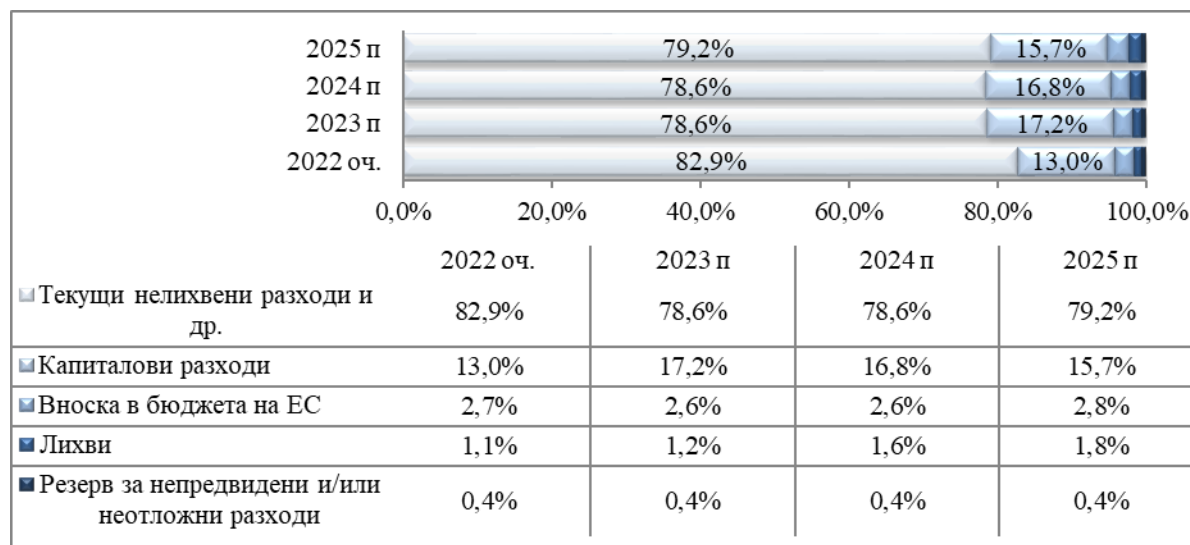 2025 п 79,2% 15,7%
2024 п 78,6% 16,8%
2023 п 78,6% 17,2%
2022 оч. 82,9% 13,0%
0,0% 20,0% 40,0% 60,0% 80,0% 100,0%
2022 оч. 2023 п 2024 п 2025 п
Текущи нелихвени разходи и
др. 82,9% 78,6% 78,6% 79,2%
Капиталови разходи 13,0% 17,2% 16,8% 15,7%
Вноска в бюджета на ЕС 2,7% 2,6% 2,6% 2,8%
Лихви 1,1% 1,2% 1,6% 1,8%
Резерв за непредвидени и/или
неотложни разходи 0,4% 0,4% 0,4% 0,4%